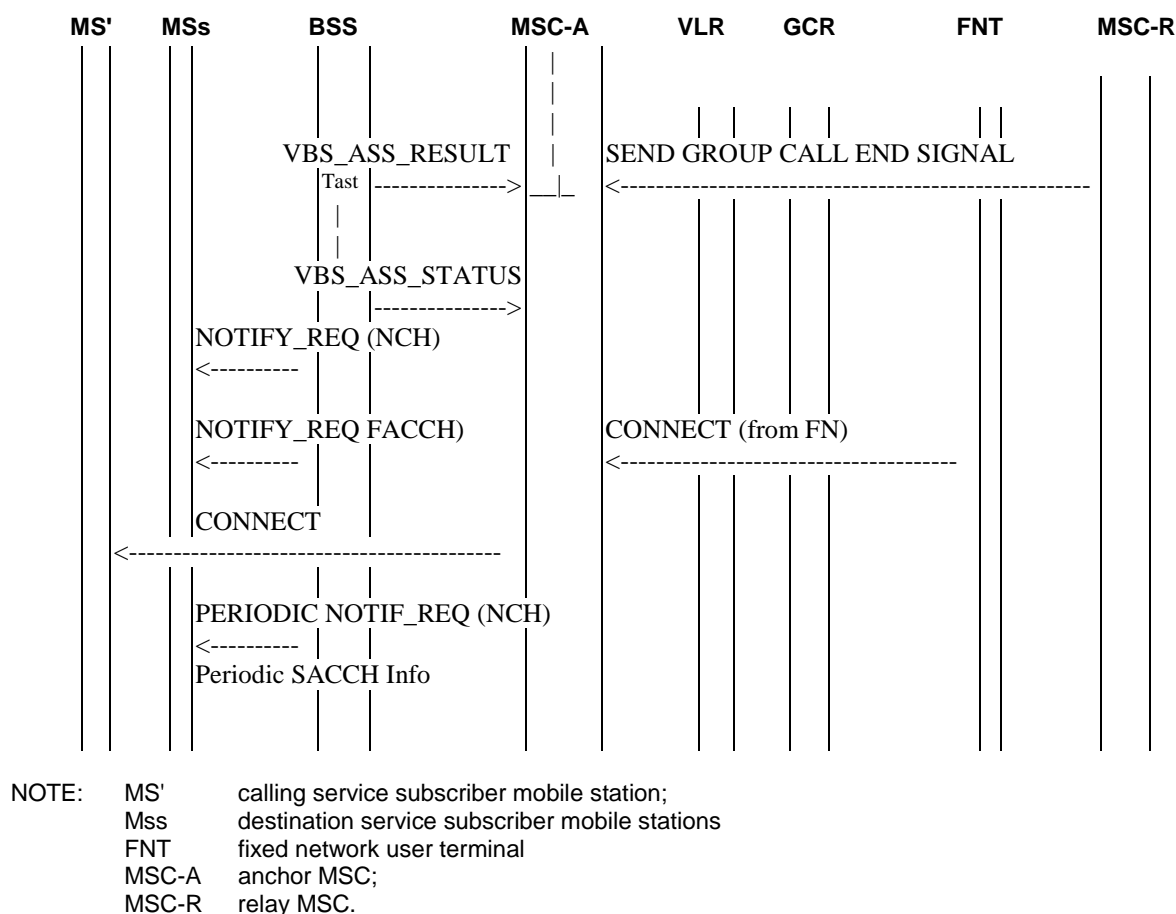 MS' MSs BSS MSC-A VLR GCR FNT MSC-R
VBS_ASS_RESULT SEND GROUP CALL END SIGNAL
Tast
VBS_ASS_STATUS
NOTIFY_REQ (NCH)
NOTIFY_REQ FACCH) CONNECT (from FN)
CONNECT
PERIODIC NOTIF_REQ (NCH)
Periodic SACCH Info
NOTE: MS' calling service subscriber mobile station;
Mss destination service subscriber mobile stations
FNT fixed network user terminal
MSC-A anchor MSC;
MSC-R relay MSC.